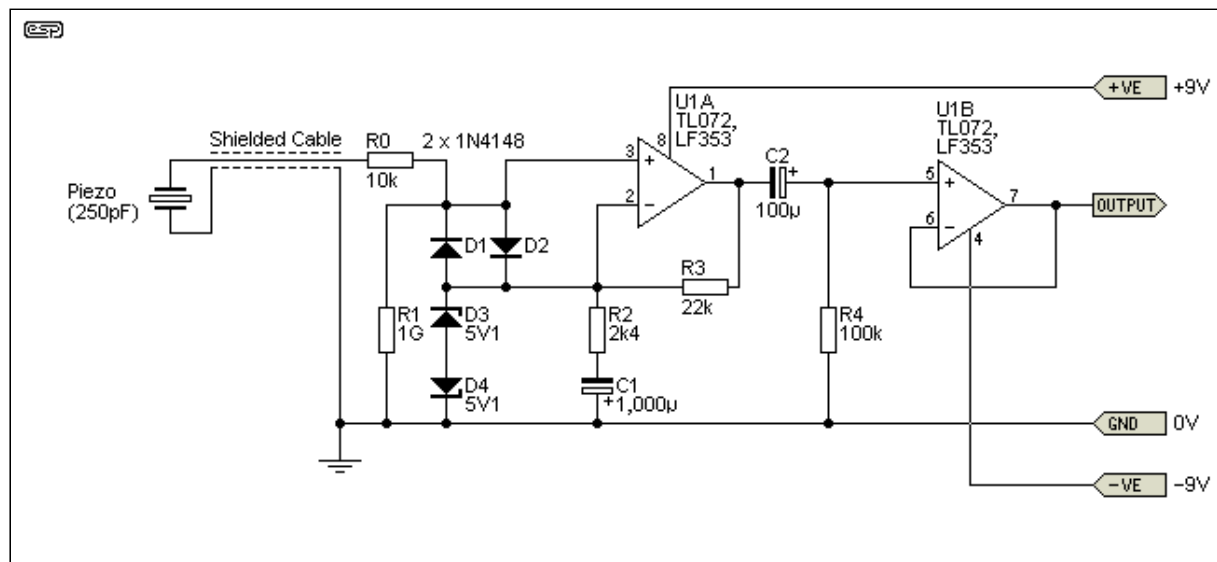 esp
+VE +9V
U1A
TL072,
LF353
U1B
TL072,
LF353
Shielded Cable
R0
10k
2 x 1N4148
8
3
+
1
2
-
C2
+
100µ
5
+
7
6
-
4
OUTPUT
Piezo
(250pF)
D1
D2
R3
22k
R1
1G
D3
5V1
R2
2k4
R4
100k
D4
5V1
C1
+
1,000µ
GND 0V
-VE -9V